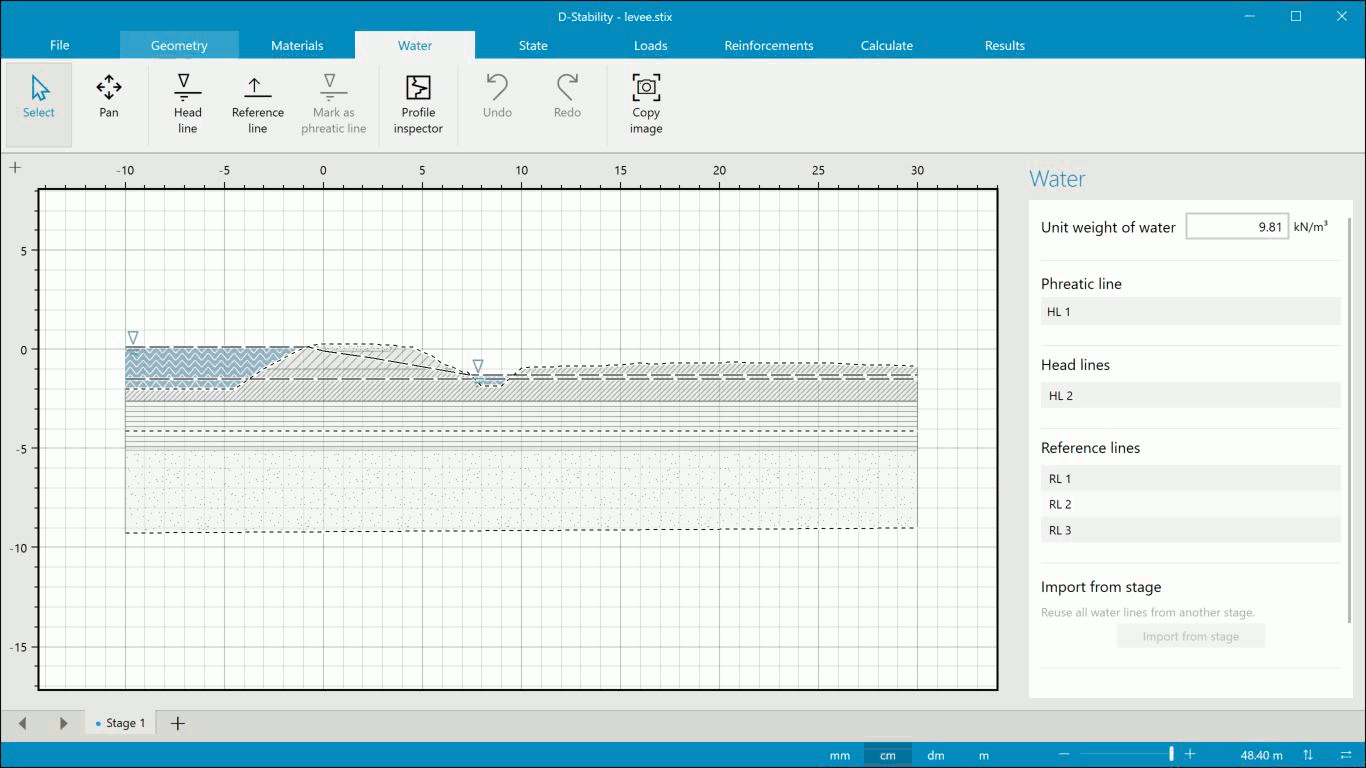 D-Stability - levee.stix
File Geometry Materials Water State Loads Reinforcements Calculate Results
Select Pan Head line Reference line Mark as phreatic line Profile inspector Undo Redo Copy image
-10 -5 0 5 10 15 20 25 30
5
0
-5
-10
-15
Water
Unit weight of water 9.81 kN/m³
Phreatic line
HL 1
Head lines
HL 2
Reference lines
RL 1
RL 2
RL 3
Import from stage
Reuse all water lines from another stage.
Import from stage
Stage 1
mm cm dm m 48.40 m